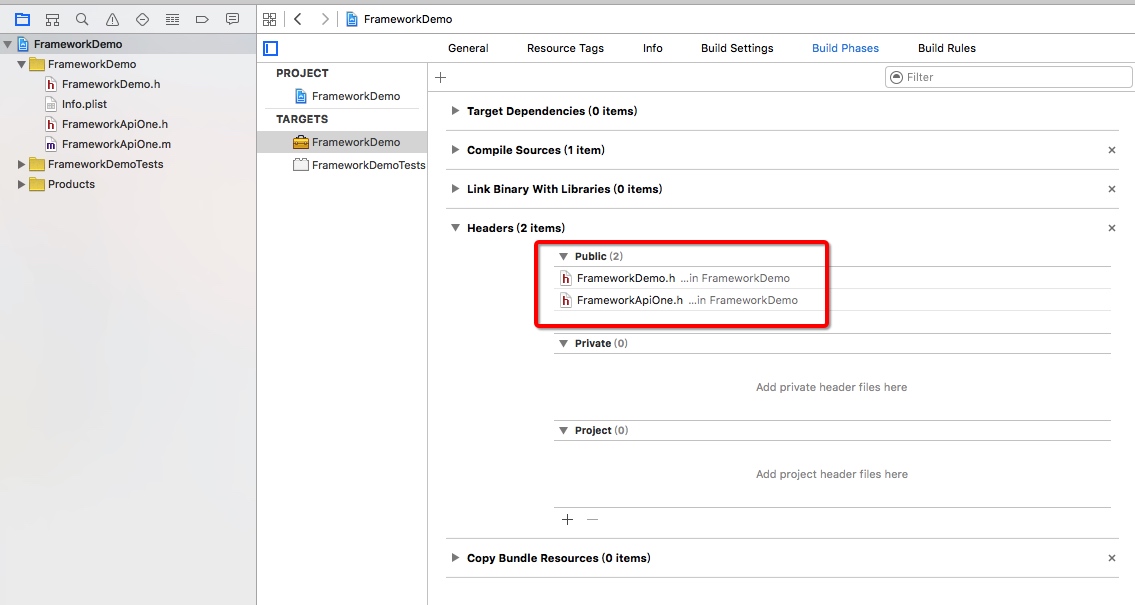 FrameworkDemo
FrameworkDemo
FrameworkDemo
FrameworkDemo.h
Info.plist
FrameworkApiOne.h
FrameworkApiOne.m
FrameworkDemoTests
Products
General Resource Tags Info Build Settings Build Phases Build Rules
PROJECT
FrameworkDemo
TARGETS
FrameworkDemo
FrameworkDemoTests
Filter
Target Dependencies (0 items)
Compile Sources (1 item)
Link Binary With Libraries (0 items)
Headers (2 items)
Public (2)
FrameworkDemo.h ...in FrameworkDemo
FrameworkApiOne.h ...in FrameworkDemo
Private (0)
Add private header files here
Project (0)
Add project header files here
Copy Bundle Resources (0 items)